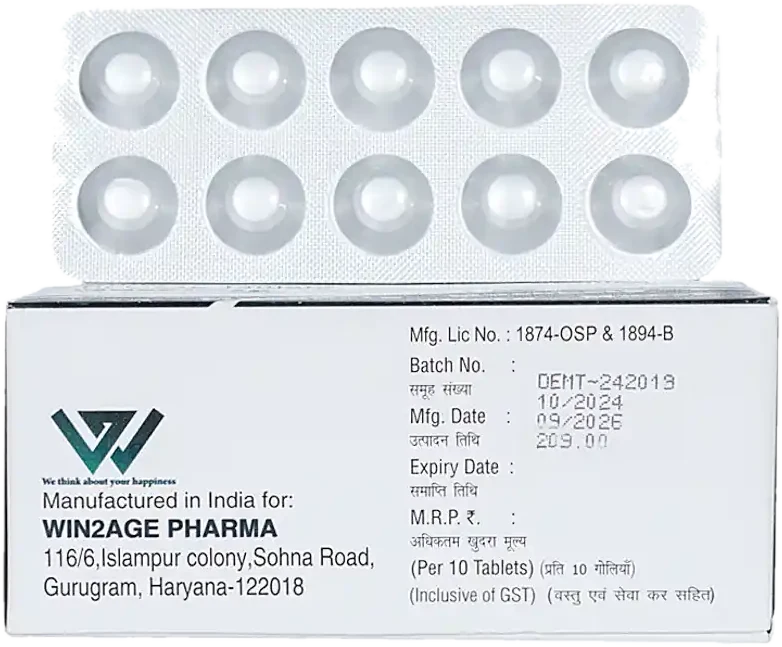 We think about your happiness
Manufactured in India for:
WIN2AGE PHARMA
116/6,Islampur colony,Sohna Road,
Gurugram, Haryana-122018
Mfg. Lic No. : 1874-OSP & 1894-B
Batch No. :
समूह संख्या
DEMT-242013
10/2024
Mfg. Date :
09/2026
उत्पादन तिथि
209.00
Expiry Date :
समाप्ति तिथि
M.R.P. ₹. :
अधिकतम खुदरा मूल्य
(Per 10 Tablets) (प्रति 10 गोलियाँ)
(Inclusive of GST) (वस्तु एवं सेवा कर सहित)